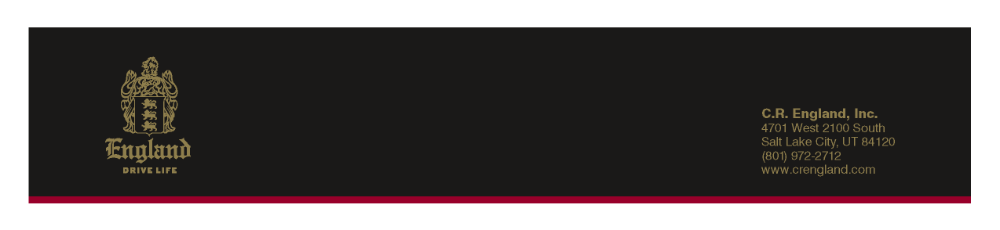 England
DRIVE LIFE
C.R. England, Inc.
4701 West 2100 South
Salt Lake City, UT 84120
(801) 972-2712
www.crengland.com